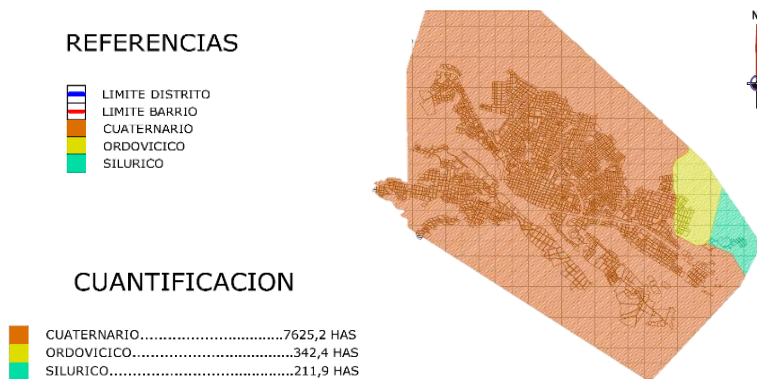 REFERENCIAS
LIMITE DISTRITO
LIMITE BARRIO
CUATERNARIO
ORDOVICICO
SILURICO
N
CUANTIFICACION
CUATERNARIO..................................7625,2 HAS
ORDOVICICO......................................342,4 HAS
SILURICO...........................................211,9 HAS